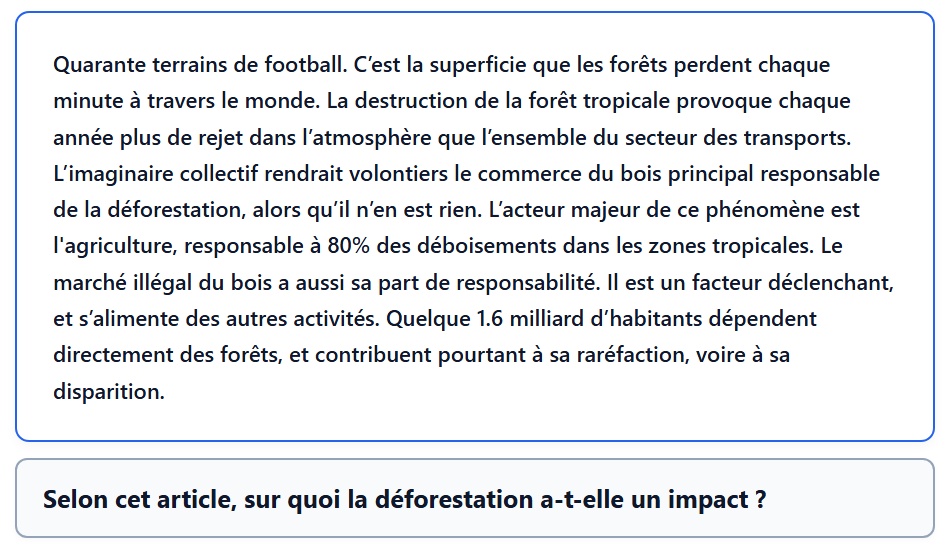 Quarante terrains de football. C’est la superficie que les forêts perdent chaque
minute à travers le monde. La destruction de la forêt tropicale provoque chaque
année plus de rejet dans l’atmosphère que l’ensemble du secteur des transports.
L’imaginaire collectif rendrait volontiers le commerce du bois principal responsable
de la déforestation, alors qu’il n’en est rien. L’acteur majeur de ce phénomène est
l'agriculture, responsable à 80% des déboisements dans les zones tropicales. Le
marché illégal du bois a aussi sa part de responsabilité. Il est un facteur déclenchant,
et s’alimente des autres activités. Quelque 1.6 milliard d’habitants dépendent
directement des forêts, et contribuent pourtant à sa raréfaction, voire à sa
disparition.
Selon cet article, sur quoi la déforestation a-t-elle un impact ?